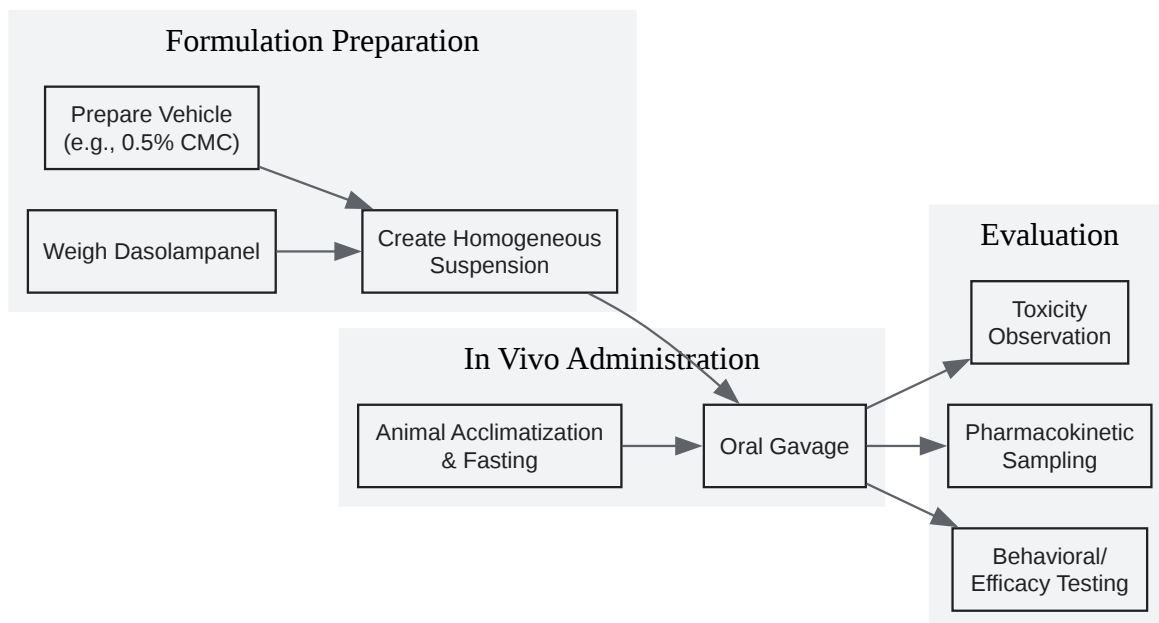 Formulation Preparation
Prepare Vehicle
(e.g., 0.5% CMC)
Weigh Dasolampanel
Create Homogeneous
Suspension
In Vivo Administration
Animal Acclimatization
& Fasting
Oral Gavage
Evaluation
Toxicity
Observation
Pharmacokinetic
Sampling
Behavioral/
Efficacy Testing